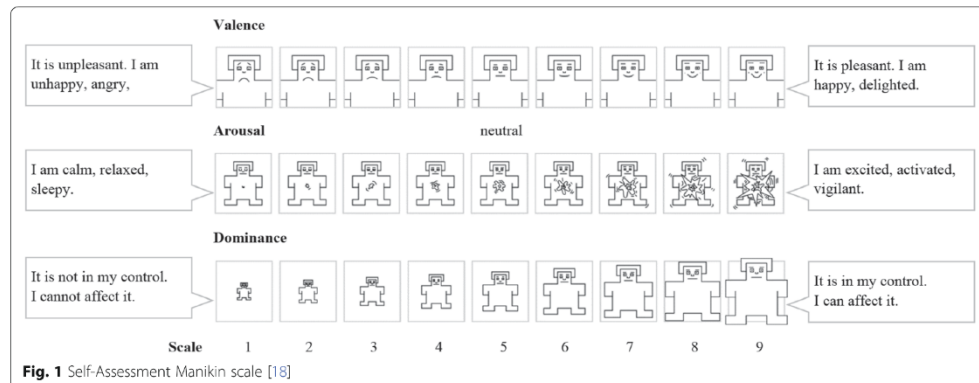 Valence
It is unpleasant. I am
unhappy, angry,
It is pleasant. I am
happy, delighted.
Arousal
neutral
I am calm, relaxed,
sleepy.
I am excited, activated,
vigilant.
Dominance
It is not in my control.
I cannot affect it.
It is in my control.
I can affect it.
Scale 1 2 3 4 5 6 7 8 9
Fig. 1 Self-Assessment Manikin scale [18]